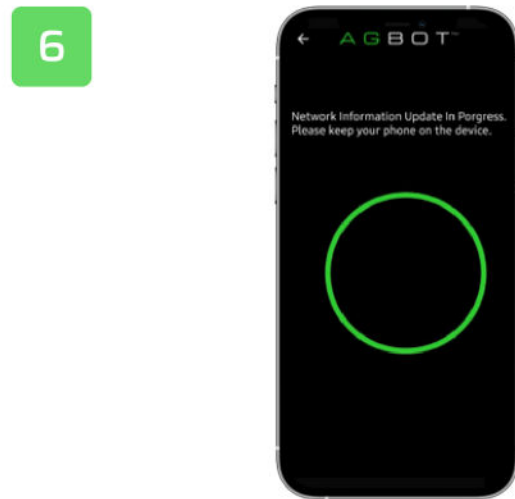 6
← AGBOT™
Network Information Update In Porgress.
Please keep your phone on the device.